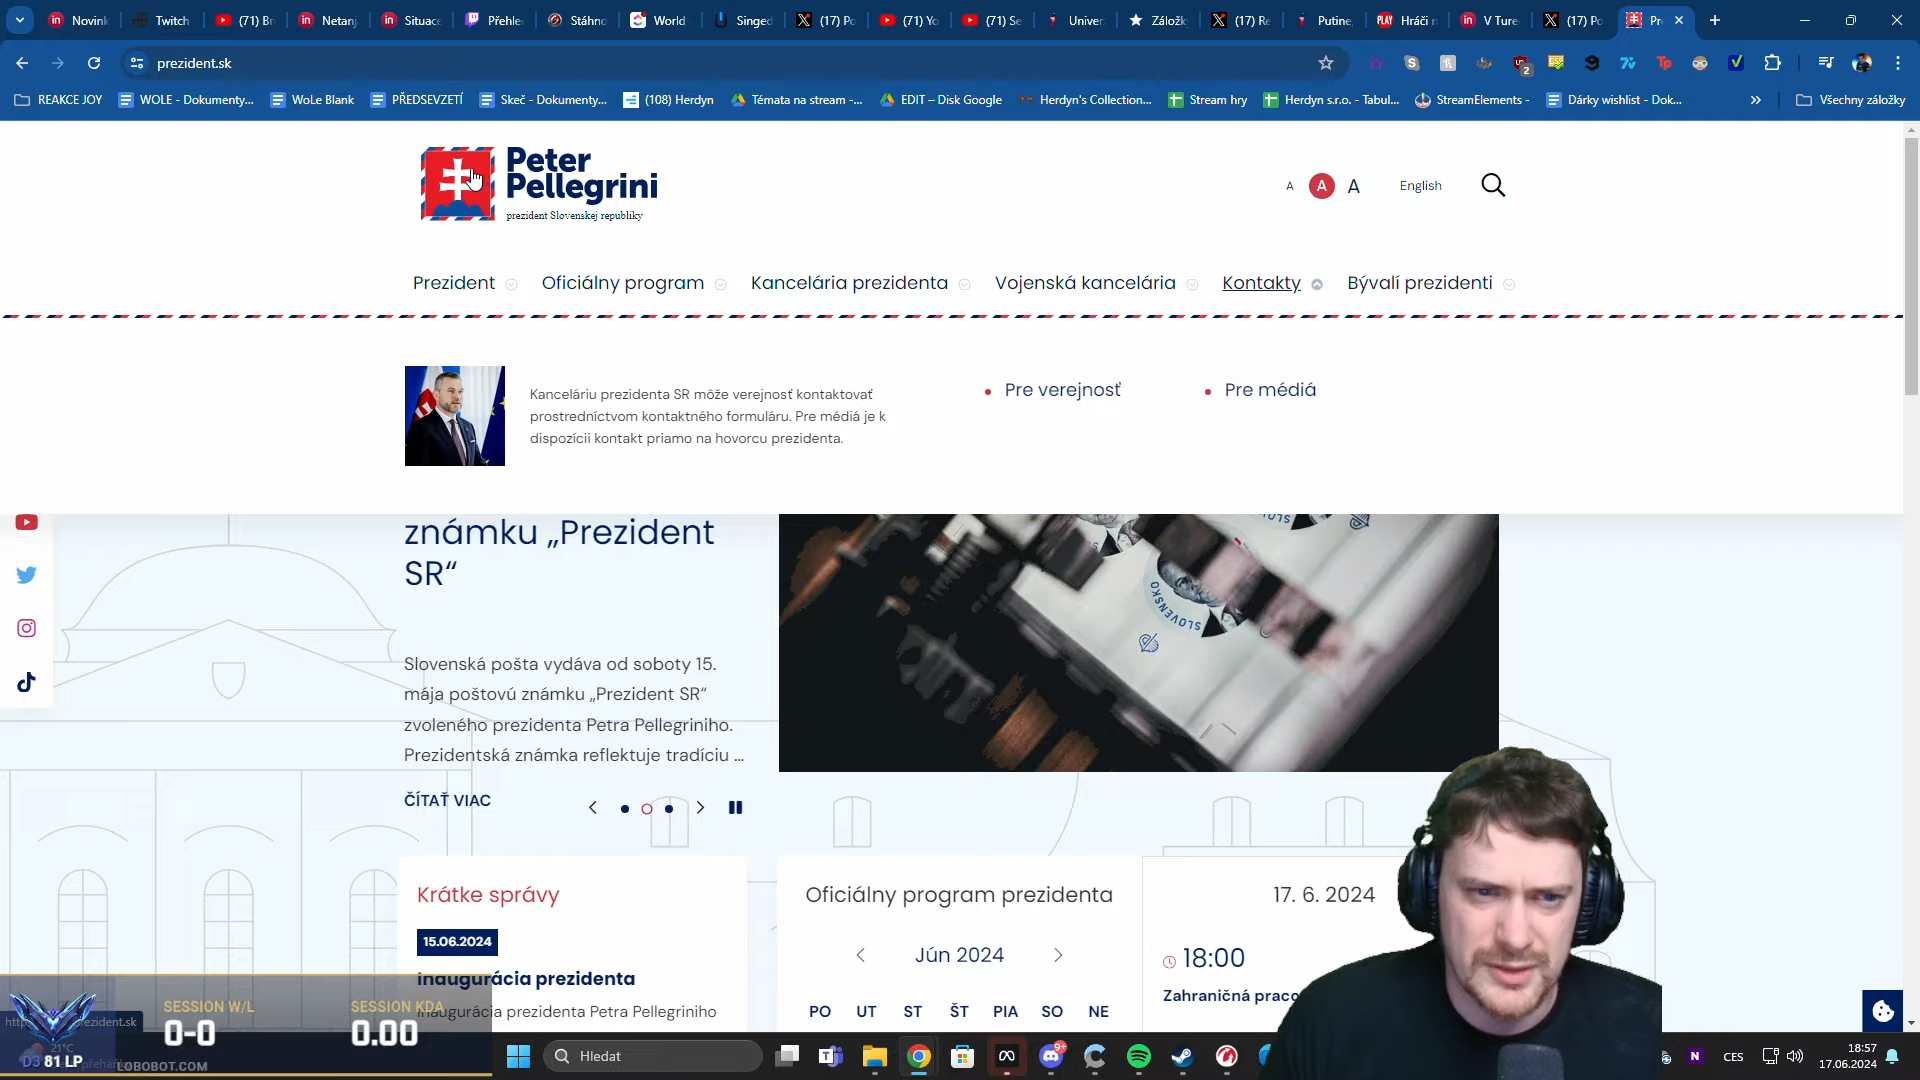 Novink
Twitch
(71) Br
Netanj
Situace
Přehle
Stáhno
World
Singed
(17) Po
(71) Yo
(71) Se
Univer
Záložk
(17) Re
Putine,
PLAY Hráči n
V Ture
(17) Po
Pr
prezident.sk
REAKCE JOY
WOLE - Dokumenty...
WoLe Blank
PŘEDSEVZETÍ
Skeč - Dokumenty...
(108) Herdyn
Témata na stream -...
EDIT – Disk Google
Herdyn's Collection...
Stream hry
Herdyn s.r.o. - Tabul...
StreamElements -
Dárky wishlist - Dok...
Všechny záložky
Peter
Pellegrini
prezident Slovenskej republiky
A A A
English
Prezident
Oficiálny program
Kancelária prezidenta
Vojenská kancelária
Kontakty
Bývalí prezidenti
Kanceláriu prezidenta SR môže verejnosť kontaktovať
prostredníctvom kontaktného formuláru. Pre médiá je k
dispozícii kontakt priamo na hovorcu prezidenta.
Pre verejnosť
Pre médiá
známku „Prezident
SR“
SLOVENSKO
Slovenská pošta vydáva od soboty 15.
mája poštovú známku „Prezident SR“
zvoleného prezidenta Petra Pellegriniho.
Prezidentská známka reflektuje tradíciu ...
ČÍTAŤ VIAC
Krátke správy
15.06.2024
Inaugurácia prezidenta
Inaugurácia prezidenta Petra Pellegriniho
Oficiálny program prezidenta
Jún 2024
PO UT ST ŠT PIA SO NE
17. 6. 2024
18:00
Zahraničná praco
SESSION W/L
0-0
SESSION KDA
0.00
D3 81 LP
LOBOBOT.COM
21°C
Hledat
9+
CES
18:57
17.06.2024